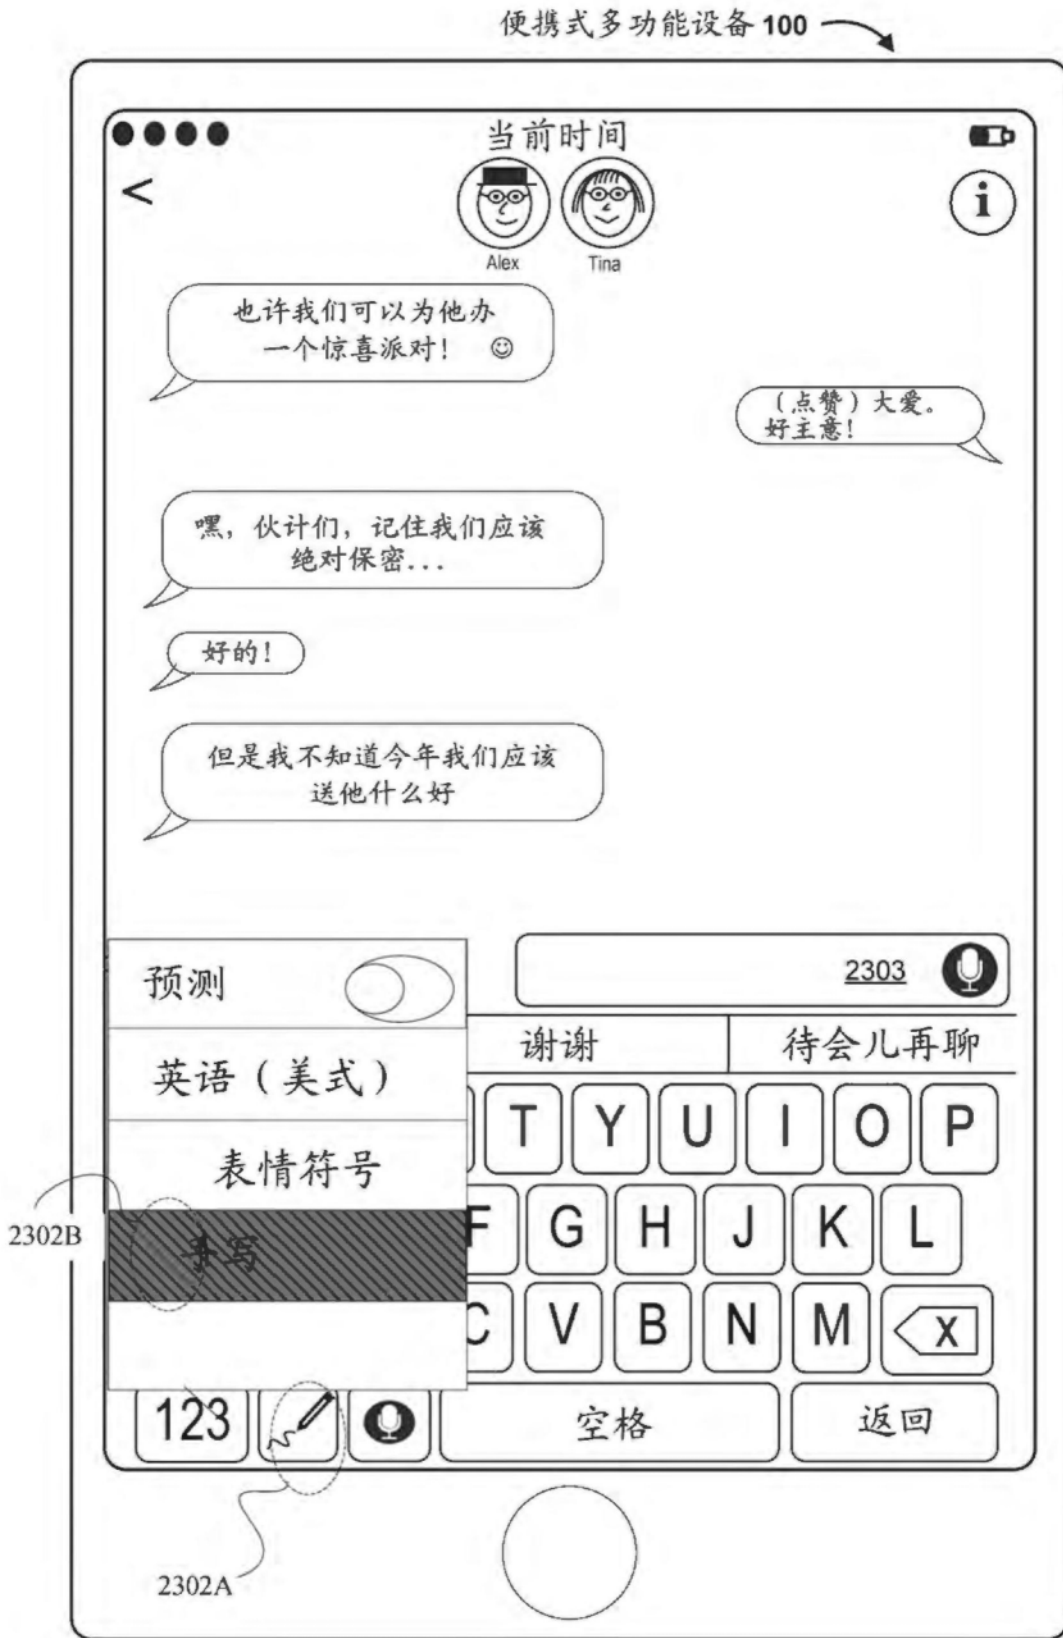 便携式多功能设备 100
当前时间
<
i
Alex
Tina
也许我们可以为他办
一个惊喜派对！ ☺
（点赞）大爱。
好主意！
嘿，伙计们，记住我们应该
绝对保密...
好的！
但是我不知道今年我们应该
送他什么好
2303
预测
谢谢
待会儿再聊
英语（美式）
T Y U I O P
表情符号
2302B
手写
F G H J K L
C V B N M X
123
空格
返回
2302A